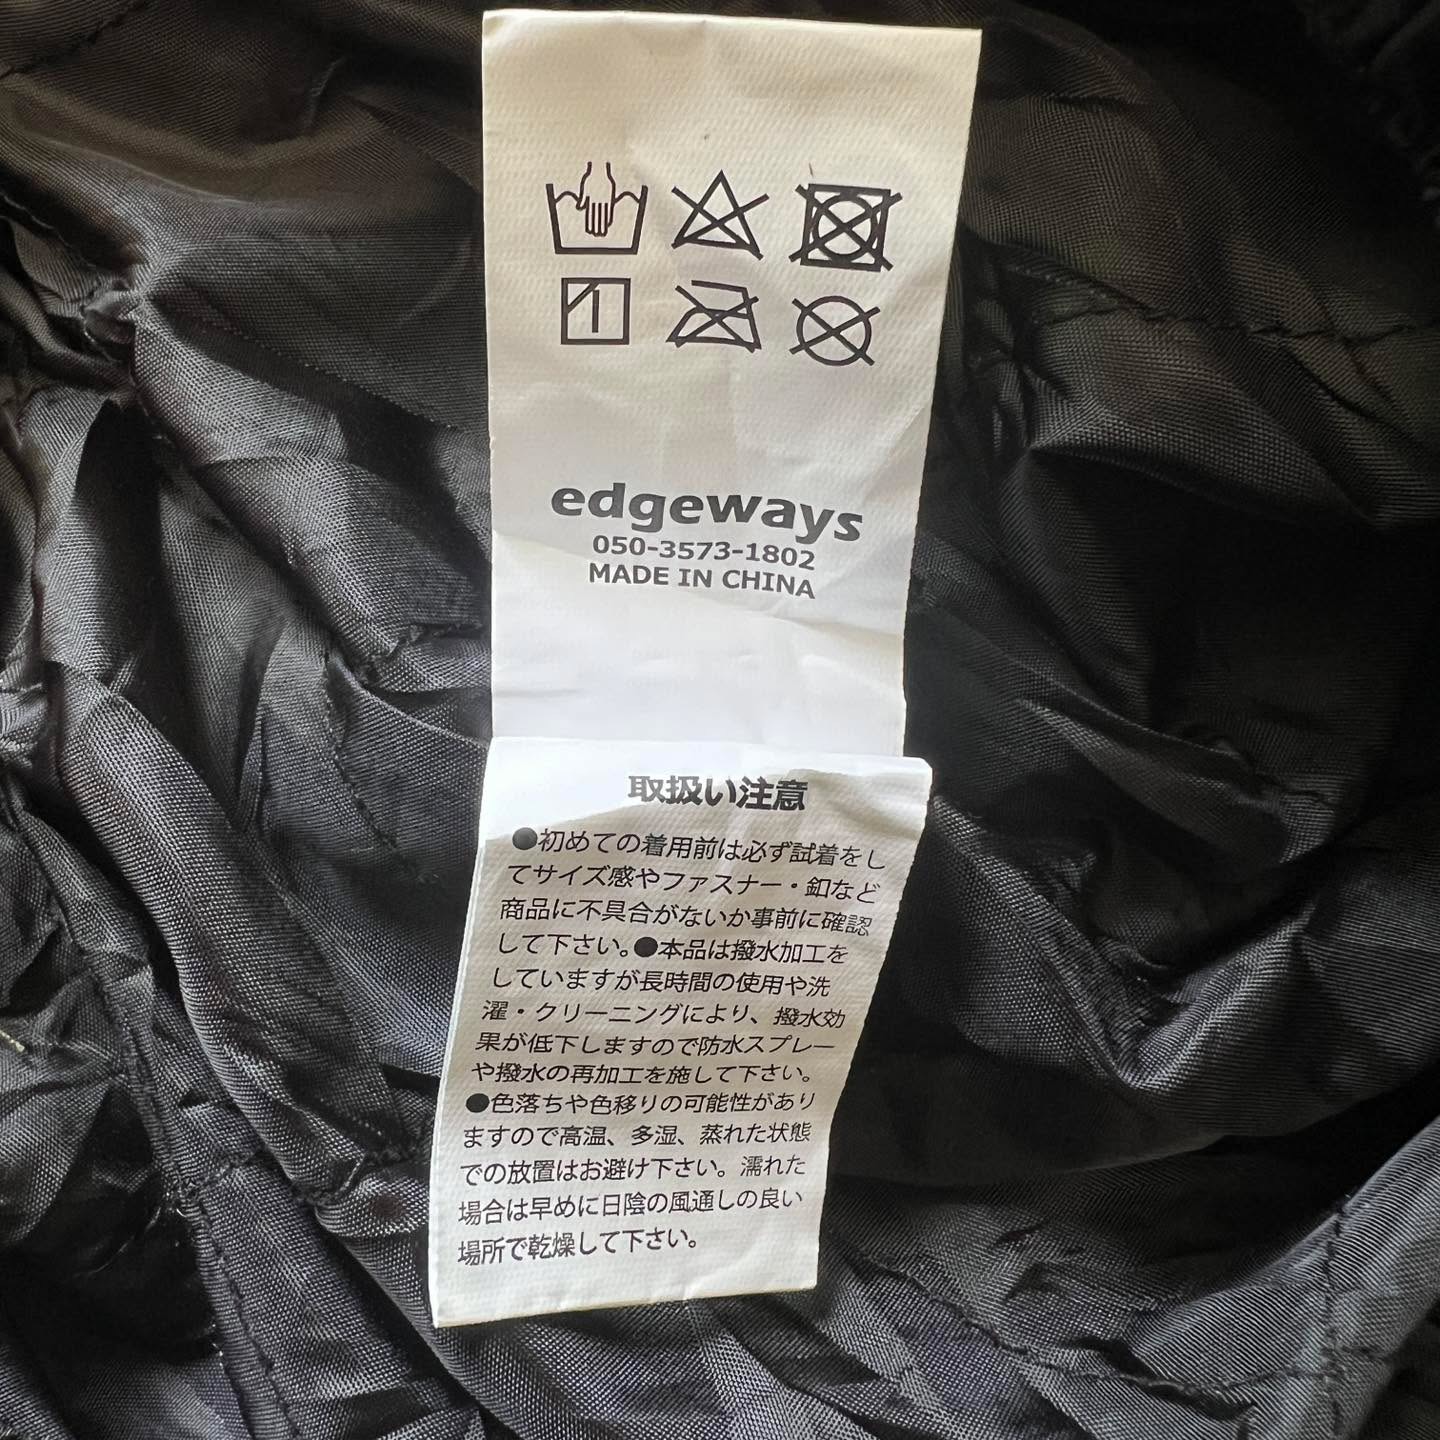 edgeways
050-3573-1802
MADE IN CHINA
取扱い注意
●初めての着用前は必ず試着をし
てサイズ感やファスナー・釦など
商品に不具合がないか事前に確認
して下さい。●本品は撥水加工を
していますが長時間の使用や洗
濯・クリーニングにより、撥水効
果が低下しますので防水スプレー
や撥水の再加工を施して下さい。
●色落ちや色移りの可能性があり
ますので高温、多湿、蒸れた状態
での放置はお避け下さい。濡れた
場合は早めに日陰の風通しの良い
場所で乾燥して下さい。